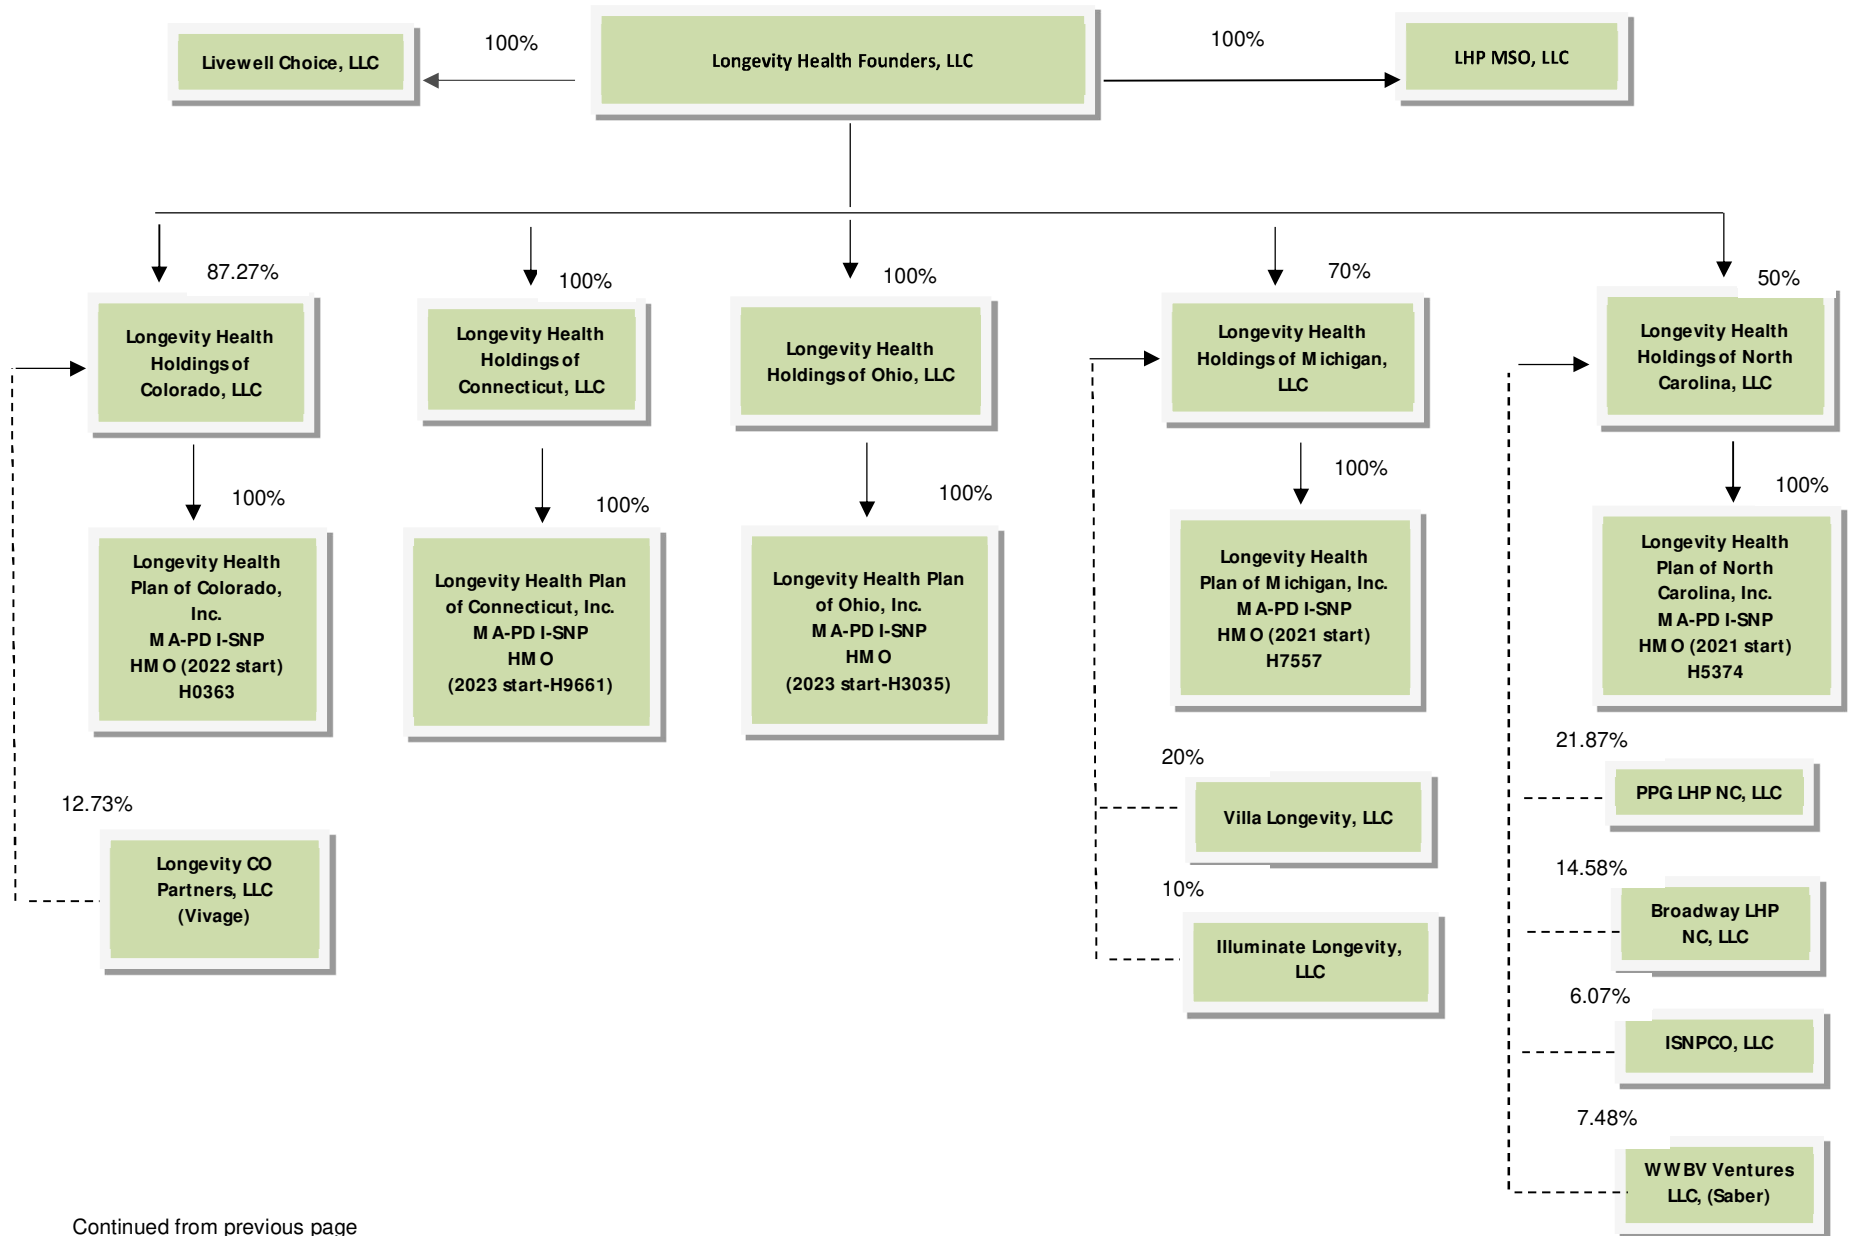 Livewell Choice, LLC
100%
Longevity Health Founders, LLC
100%
LHP MSO, LLC
87.27%
100%
100%
70%
50%
Longevity Health
Holdings of
Colorado, LLC
Longevity Health
Holdings of
Connecticut, LLC
Longevity Health
Holdings of Ohio, LLC
Longevity Health
Holdings of Michigan,
LLC
Longevity Health
Holdings of North
Carolina, LLC
100%
100%
100%
100%
100%
Longevity Health
Plan of Colorado,
Inc.
MA-PD I-SNP
HMO (2022 start)
H0363
Longevity Health Plan
of Connecticut, Inc.
MA-PD I-SNP
HMO
(2023 start-H9661)
Longevity Health Plan
of Ohio, Inc.
MA-PD I-SNP
HMO
(2023 start-H3035)
Longevity Health
Plan of Michigan, Inc.
MA-PD I-SNP
HMO (2021 start)
H7557
Longevity Health
Plan of North
Carolina, Inc.
MA-PD I-SNP
HMO (2021 start)
H5374
12.73%
Longevity CO
Partners, LLC
(Vivage)
20%
Villa Longevity, LLC
10%
Illuminate Longevity,
LLC
21.87%
PPG LHP NC, LLC
14.58%
Broadway LHP
NC, LLC
6.07%
ISNPCO, LLC
7.48%
WWBV Ventures
LLC, (Saber)
Continued from previous page